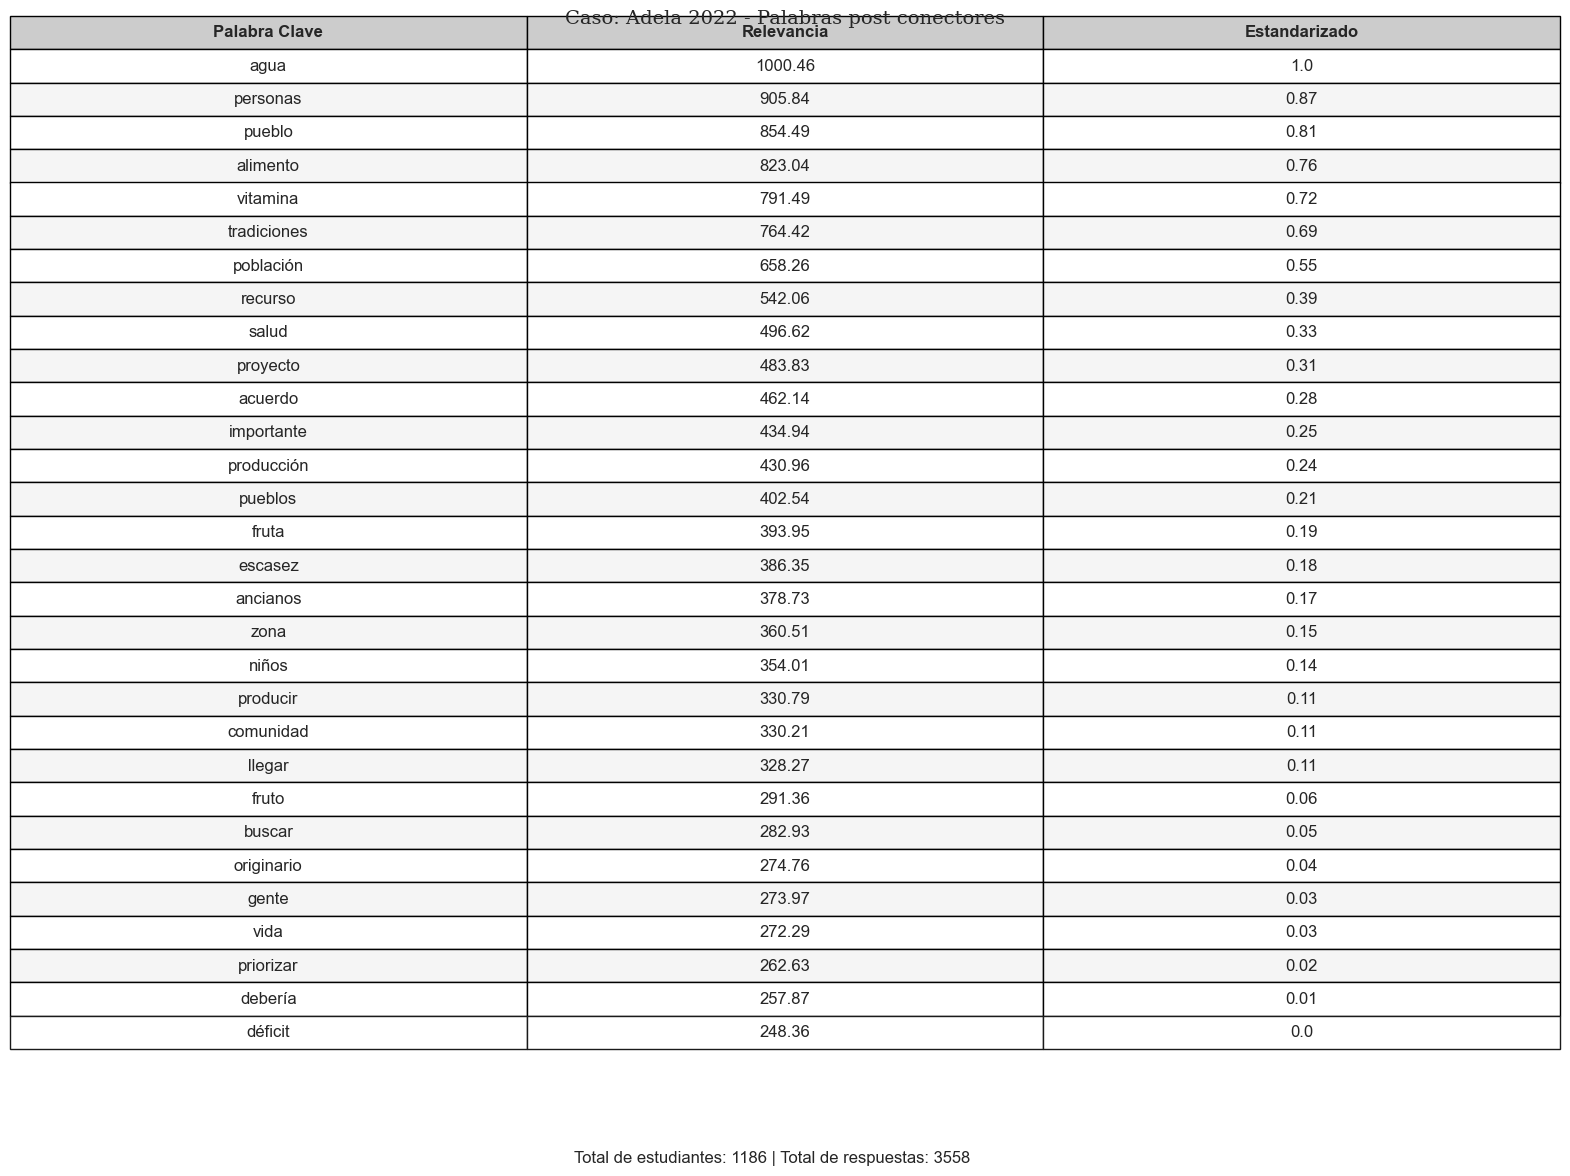 Caso: Adela 2022 - Palabras post conectores
Palabra Clave Relevancia Estandarizado
agua 1000.46 1.0
personas 905.84 0.87
pueblo 854.49 0.81
alimento 823.04 0.76
vitamina 791.49 0.72
tradiciones 764.42 0.69
población 658.26 0.55
recurso 542.06 0.39
salud 496.62 0.33
proyecto 483.83 0.31
acuerdo 462.14 0.28
importante 434.94 0.25
producción 430.96 0.24
pueblos 402.54 0.21
fruta 393.95 0.19
escasez 386.35 0.18
ancianos 378.73 0.17
zona 360.51 0.15
niños 354.01 0.14
producir 330.79 0.11
comunidad 330.21 0.11
llegar 328.27 0.11
fruto 291.36 0.06
buscar 282.93 0.05
originario 274.76 0.04
gente 273.97 0.03
vida 272.29 0.03
priorizar 262.63 0.02
debería 257.87 0.01
déficit 248.36 0.0
Total de estudiantes: 1186 | Total de respuestas: 3558